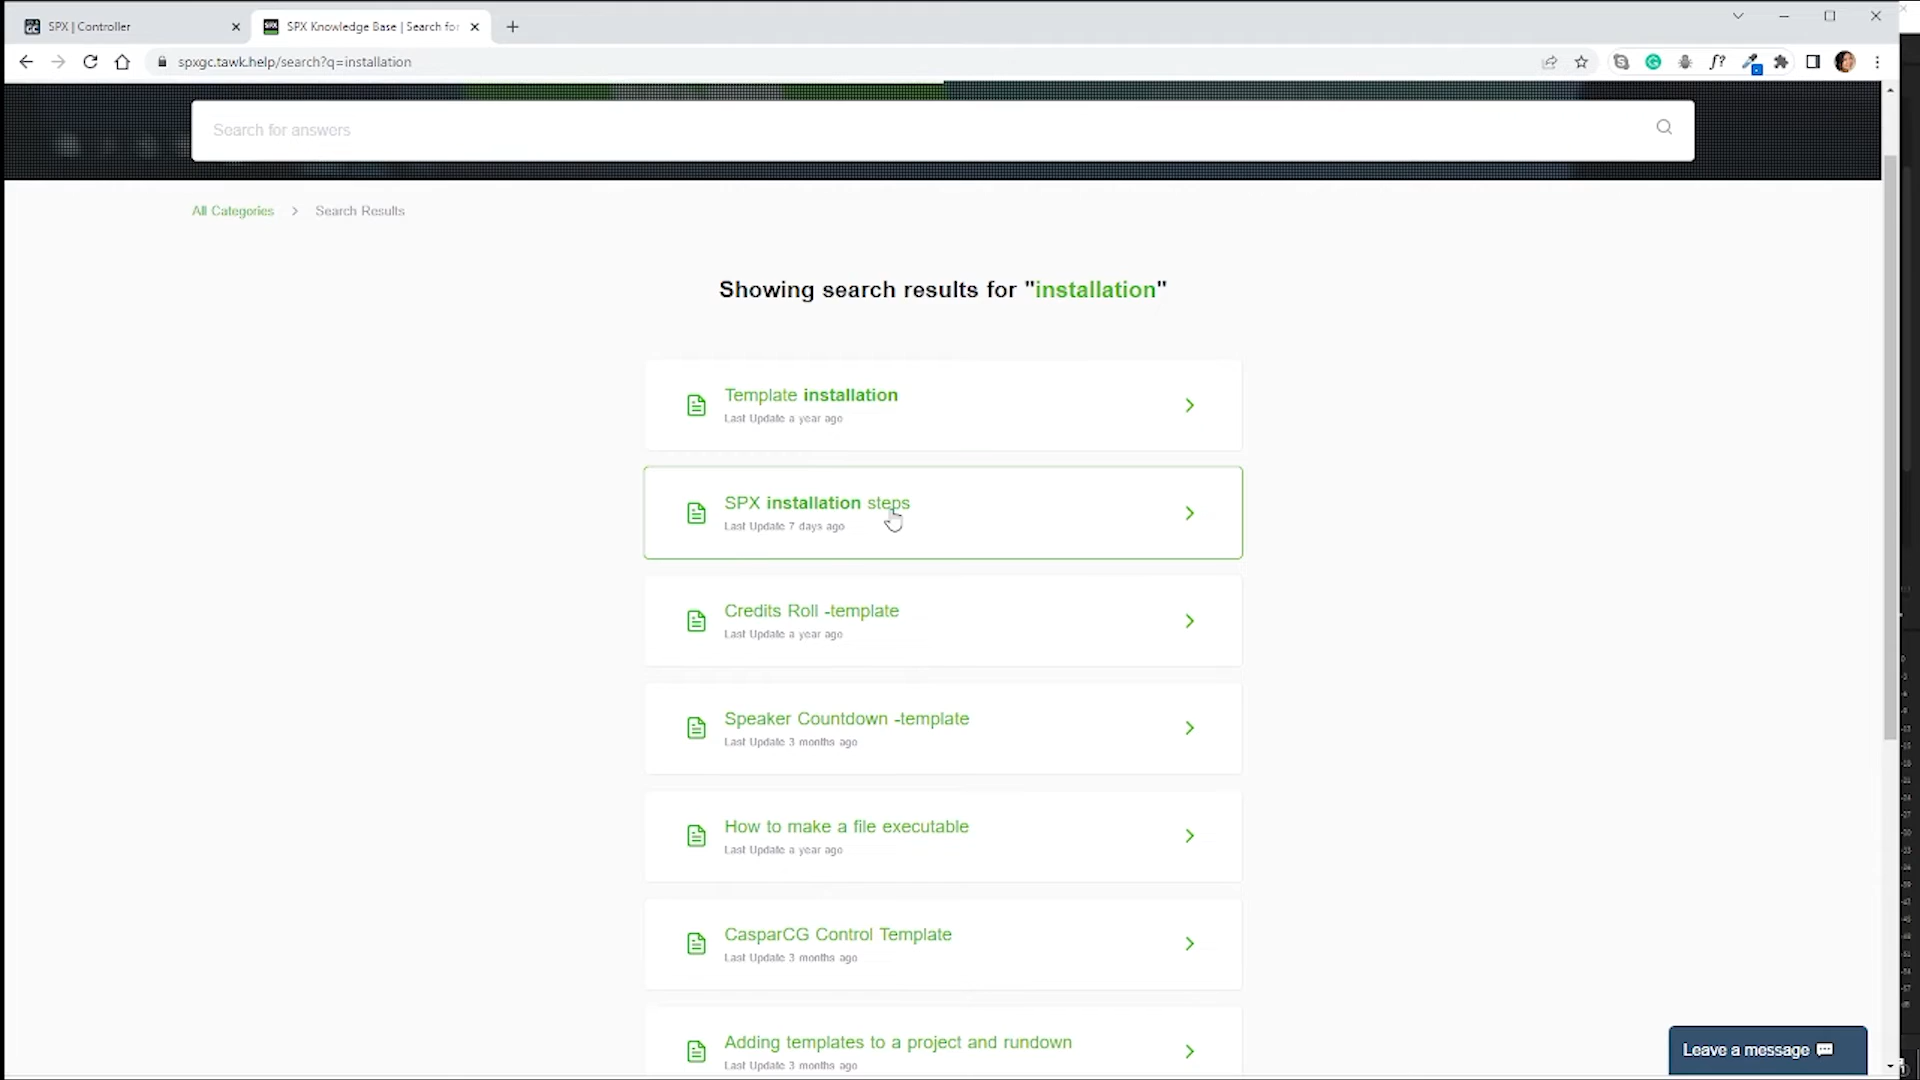 SPX | Controller
SPX Knowledge Base | Search for
spxgc.tawk.help/search?q=installation
Search for answers
All Categories > Search Results
Showing search results for "installation"
Template installation
Last Update a year ago
SPX installation steps
Last Update 7 days ago
Credits Roll -template
Last Update a year ago
Speaker Countdown -template
Last Update 3 months ago
How to make a file executable
Last Update a year ago
CasparCG Control Template
Last Update 3 months ago
Adding templates to a project and rundown
Last Update 3 months ago
Leave a message